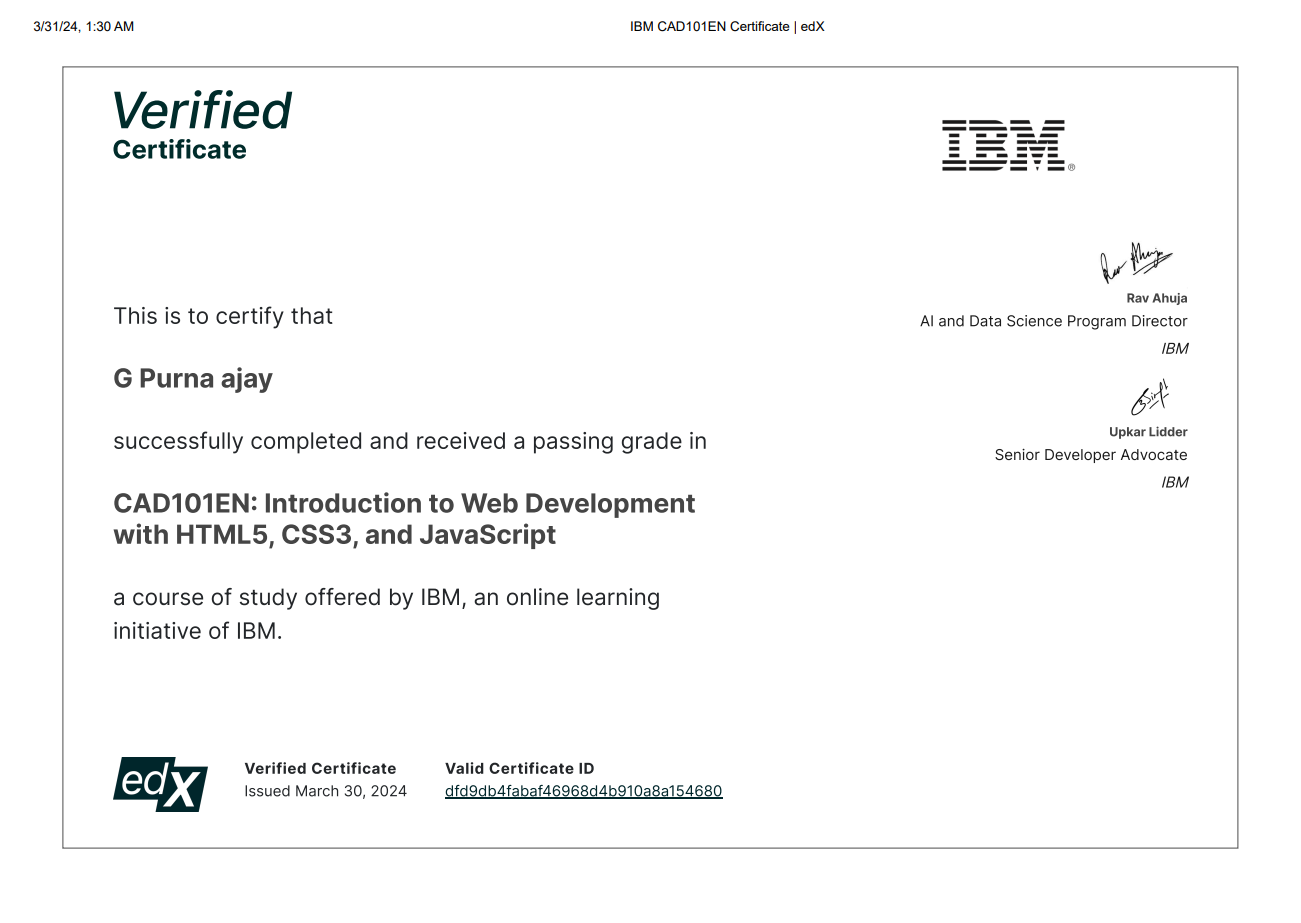 3/31/24, 1:30 AM
IBM CAD101EN Certificate | edX
Verified
Certificate
IBM®
This is to certify that
G Purna ajay
successfully completed and received a passing grade in
CAD101EN: Introduction to Web Development
with HTML5, CSS3, and JavaScript
a course of study offered by IBM, an online learning
initiative of IBM.
Rav Ahuja
Rav Ahuja
AI and Data Science Program Director
IBM
Upkar Lidder
Senior Developer Advocate
IBM
edX
Verified Certificate
Issued March 30, 2024
Valid Certificate ID
dfd9db4fabaf46968d4b910a8a154680